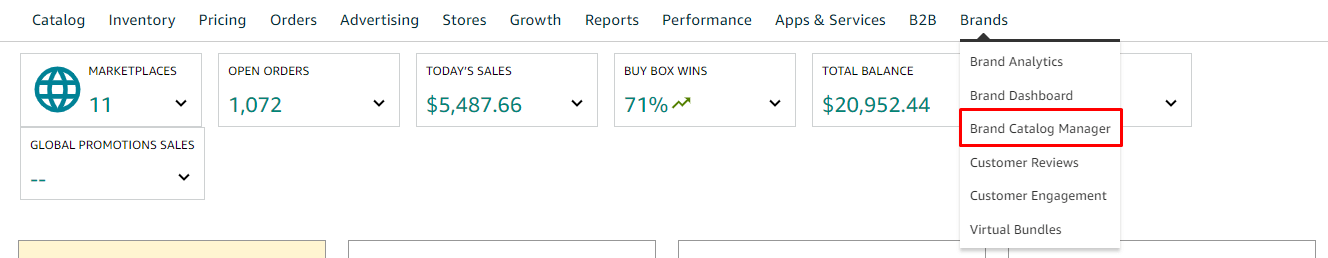 Catalog Inventory Pricing Orders Advertising Stores Growth Reports Performance Apps & Services B2B Brands
MARKETPLACES
11
OPEN ORDERS
1,072
TODAY'S SALES
$5,487.66
BUY BOX WINS
71%
TOTAL BALANCE
$20,952.44
GLOBAL PROMOTIONS SALES
--
Brand Analytics
Brand Dashboard
Brand Catalog Manager
Customer Reviews
Customer Engagement
Virtual Bundles